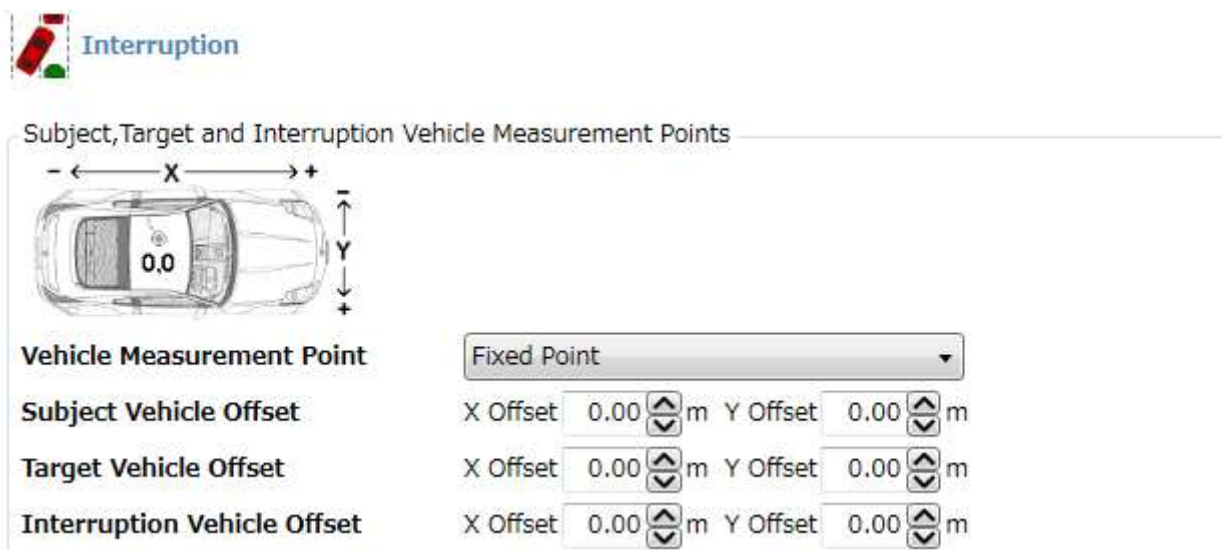 Interruption
Subject,Target and Interruption Vehicle Measurement Points
- X +
-
Y
+
0,0
Vehicle Measurement Point Fixed Point
Subject Vehicle Offset X Offset 0.00 m Y Offset 0.00 m
Target Vehicle Offset X Offset 0.00 m Y Offset 0.00 m
Interruption Vehicle Offset X Offset 0.00 m Y Offset 0.00 m